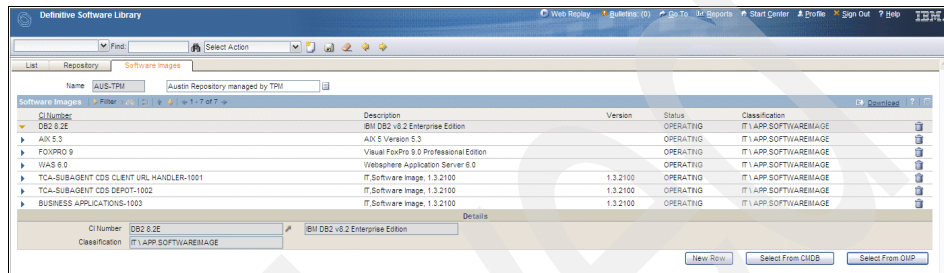 Definitive Software Library Web Replay Bulletins: (0) Go To Reports Start Center Profile Sign Out ? Help IBM
Find: Select Action
List Repository Software Images
Name AUS-TPM Austin Repository managed by TPM
Software Images Filter 1 - 7 of 7 Download ?
CI Number Description Version Status Classification
DB2 8.2E IBM DB2 v8.2 Enterprise Edition OPERATING IT \ APP.SOFTWAREIMAGE
AIX 5.3 AIX 5 Version 5.3 OPERATING IT \ APP.SOFTWAREIMAGE
FOXPRO 9 Visual FoxPro 9.0 Professional Edition OPERATING IT \ APP.SOFTWAREIMAGE
WAS 6.0 Websphere Application Server 6.0 OPERATING IT \ APP.SOFTWAREIMAGE
TCA-SUBAGENT CDS CLIENT URL HANDLER-1001 IT,Software Image, 1.3.2100 1.3.2100 OPERATING IT \ APP.SOFTWAREIMAGE
TCA-SUBAGENT CDS DEPOT-1002 IT,Software Image, 1.3.2100 1.3.2100 OPERATING IT \ APP.SOFTWAREIMAGE
BUSINESS APPLICATIONS-1003 IT,Software Image, 1.3.2100 1.3.2100 OPERATING IT \ APP.SOFTWAREIMAGE
Details
CI Number DB2 8.2E IBM DB2 v8.2 Enterprise Edition
Classification IT \ APP.SOFTWAREIMAGE
New Row Select From CMDB Select From OMP